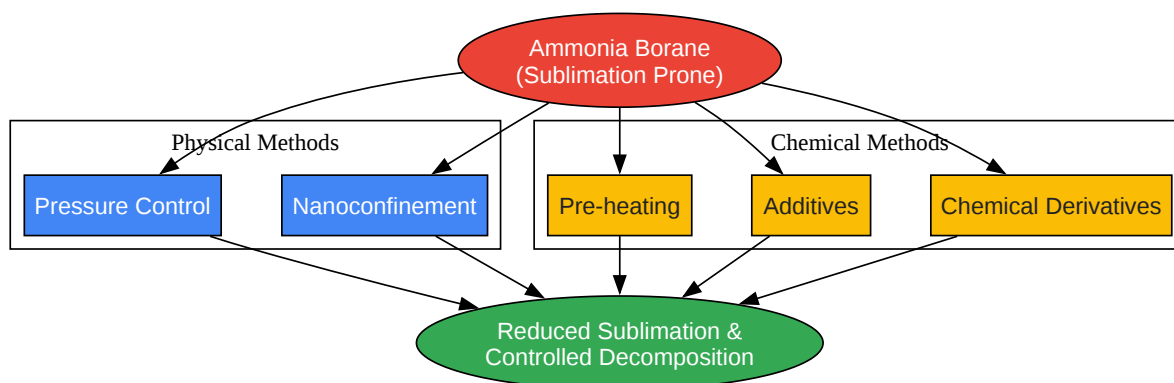 Ammonia Borane
(Sublimation Prone)
Physical Methods
Chemical Methods
Pressure Control
Nanoconfinement
Pre-heating
Additives
Chemical Derivatives
Reduced Sublimation &
Controlled Decomposition